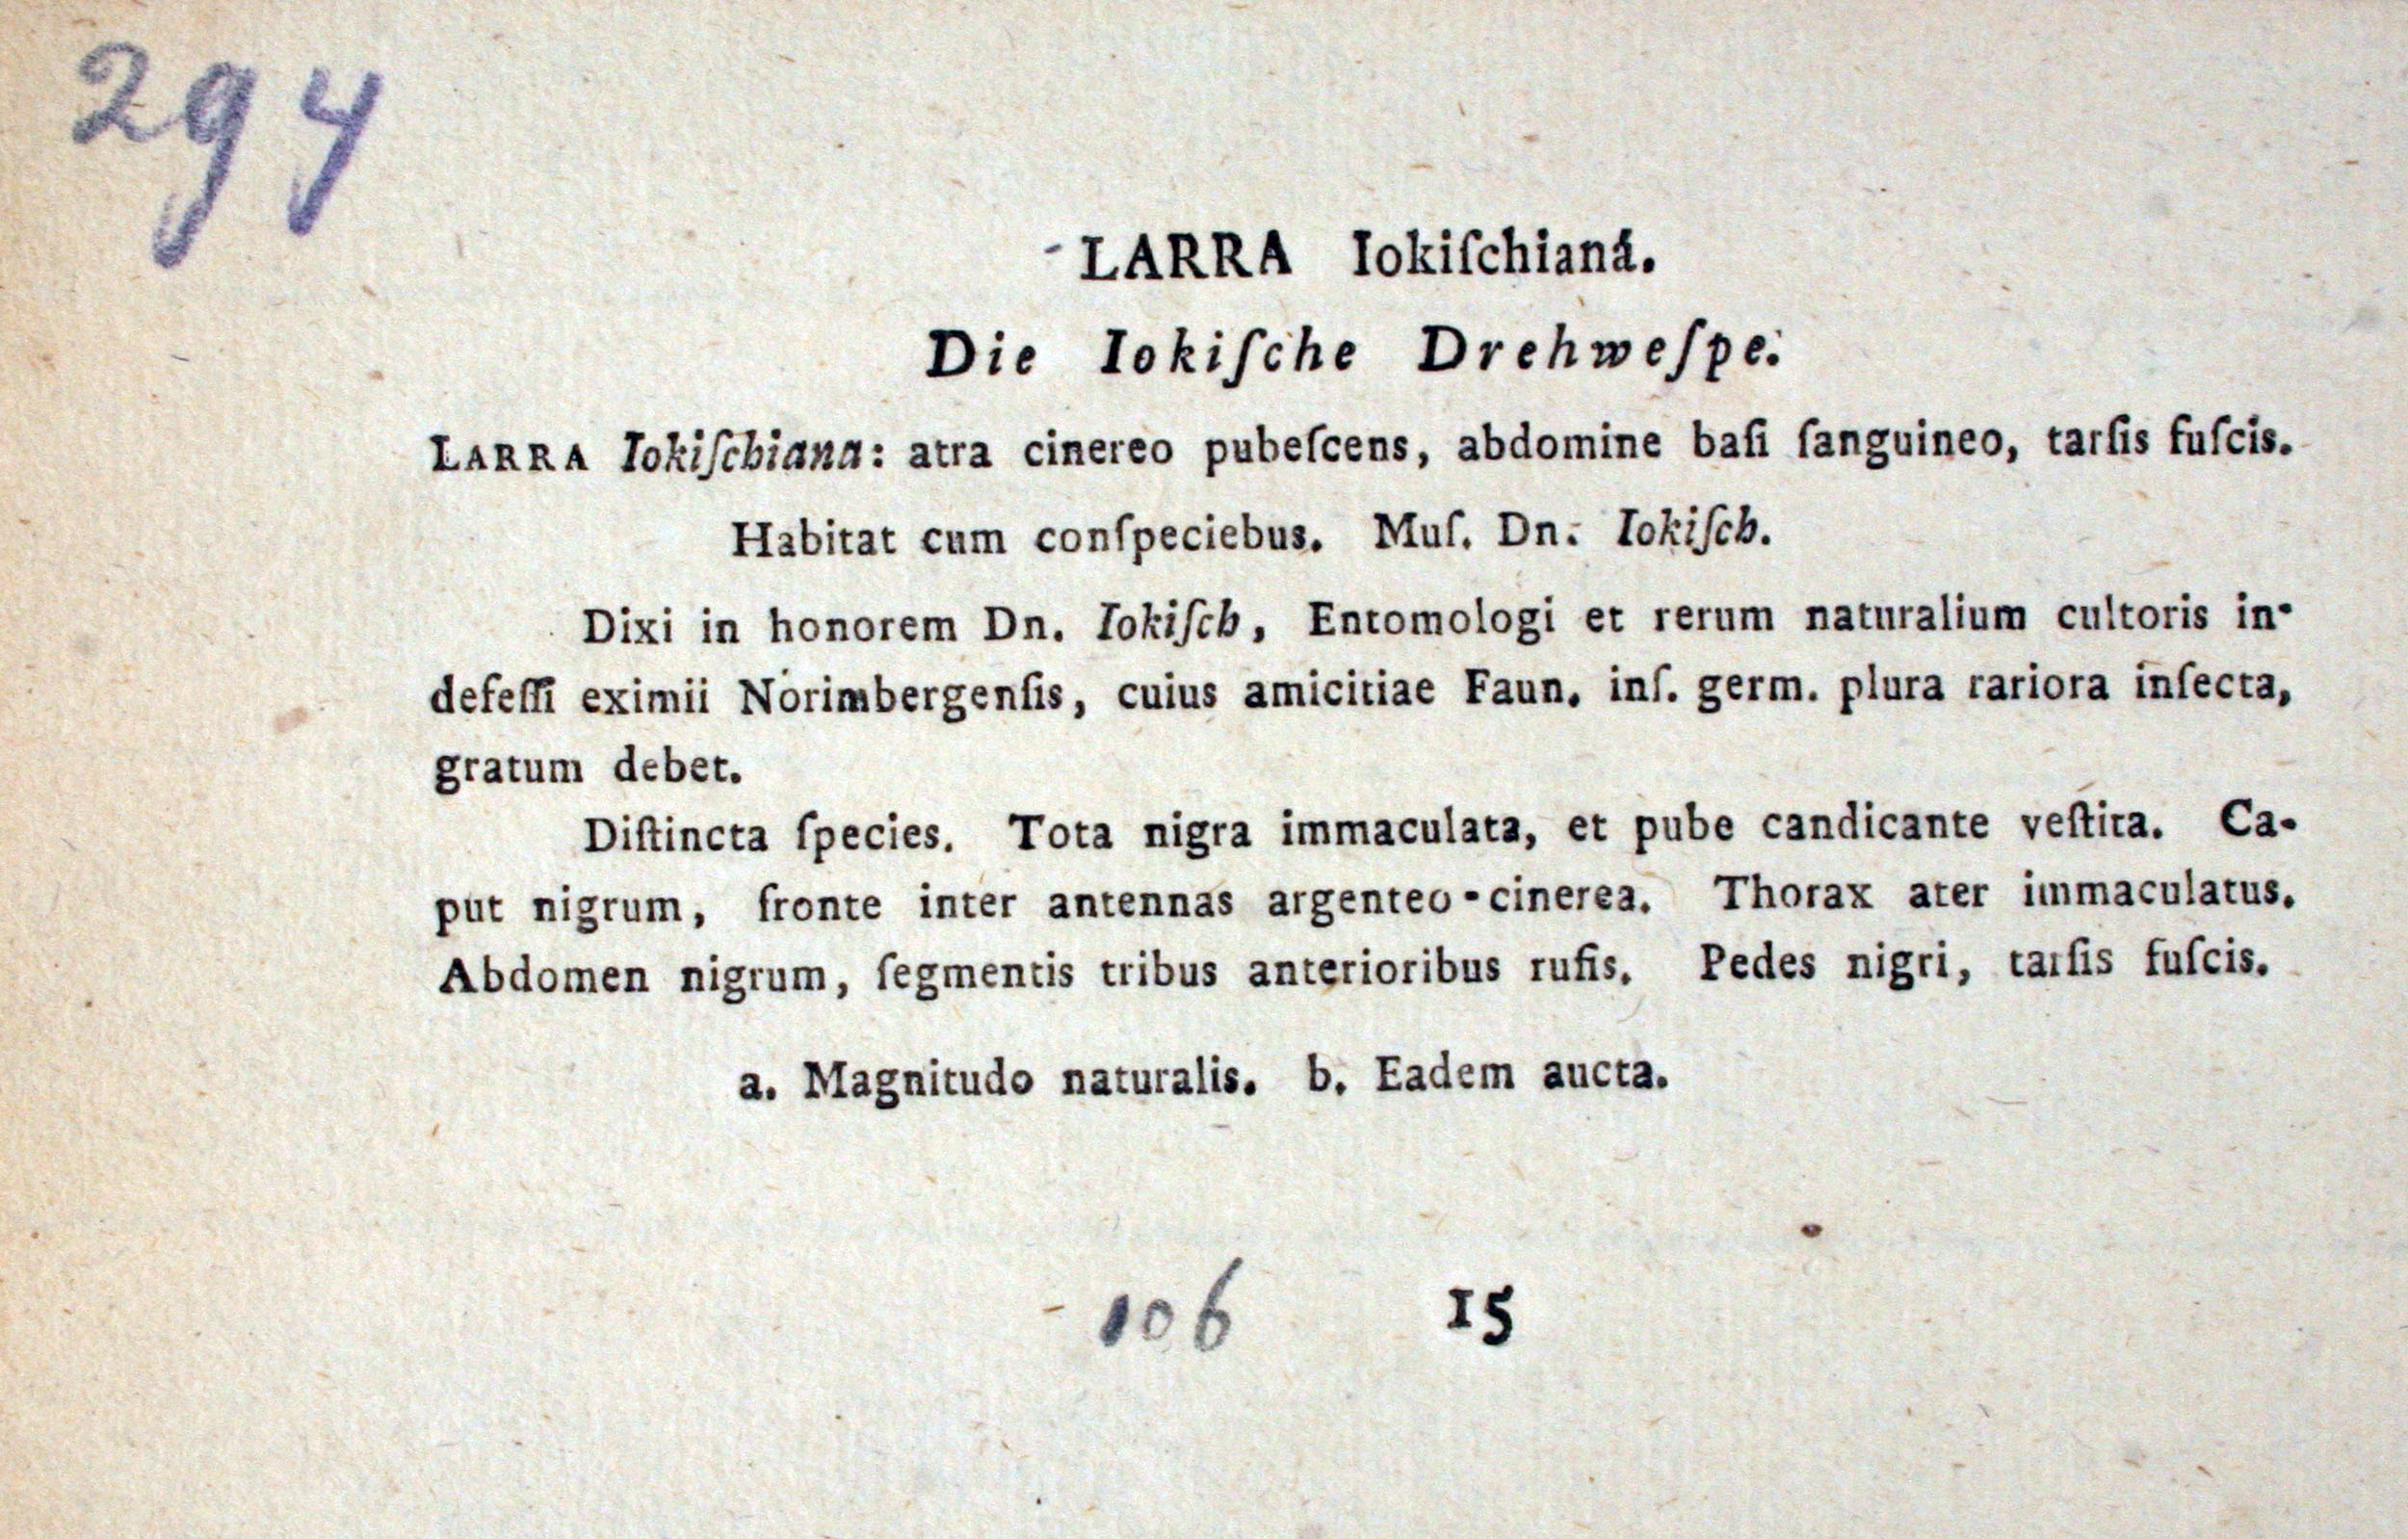 294
LARRA Iokiſchiana.
Die Iokiſche Drehweſpe.
LARRA Iokiſchiana: atra cinereo pubeſcens, abdomine baſi ſanguineo, tarſis fuſcis.
Habitat cum conſpeciebus. Muſ. Dn. Iokiſch.
Dixi in honorem Dn. Iokiſch, Entomologi et rerum naturalium cultoris in-
defeſſi eximii Norimbergenſis, cuius amicitiae Faun. inſ. germ. plura rariora inſecta,
gratum debet.
Diſtincta ſpecies. Tota nigra immaculata, et pube candicante veſtita. Ca-
put nigrum, fronte inter antennas argenteo-cinerea. Thorax ater immaculatus.
Abdomen nigrum, ſegmentis tribus anterioribus rufis. Pedes nigri, tarſis fuſcis.
a. Magnitudo naturalis. b. Eadem aucta.
106 15